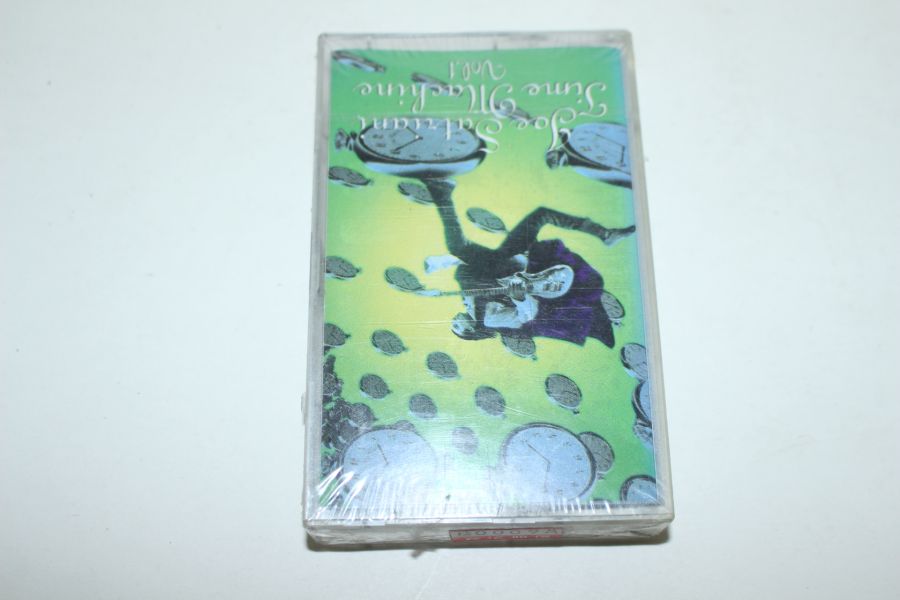 Joe Satriani
Time Machine
Vol.1